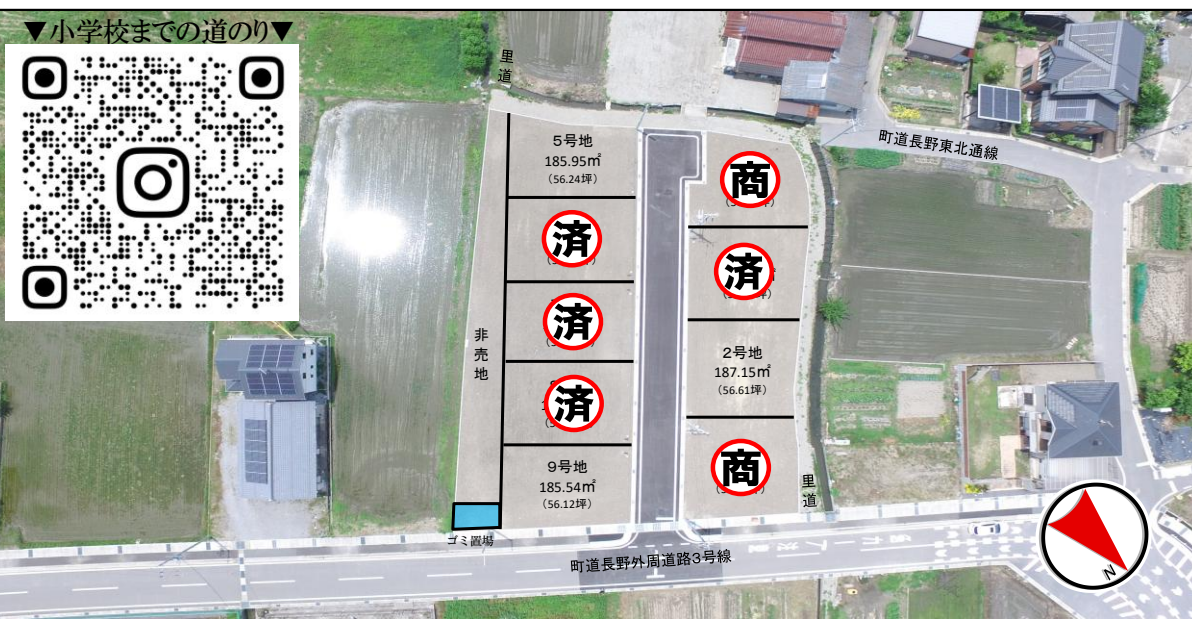 ▼小学校までの道のり▼
里道
町道長野東北通線
5号地
185.95㎡
(56.24坪)
商
済
済
済
済
非売地
2号地
187.15㎡
(56.61坪)
商
9号地
185.54㎡
(56.12坪)
里道
ゴミ置場
町道長野外周道路3号線
N